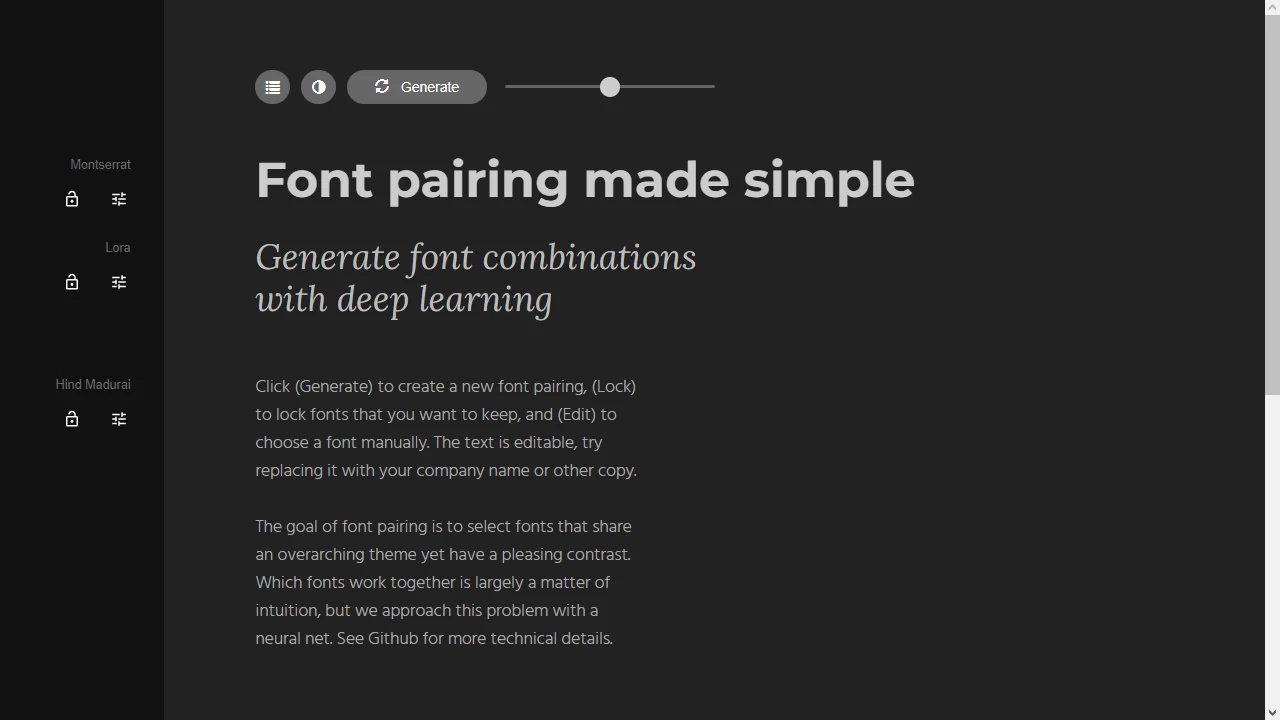 Generate
Montserrat
Font pairing made simple
Lora
Generate font combinations
with deep learning
Hind Madurai
Click (Generate) to create a new font pairing, (Lock)
to lock fonts that you want to keep, and (Edit) to
choose a font manually. The text is editable, try
replacing it with your company name or other copy.
The goal of font pairing is to select fonts that share
an overarching theme yet have a pleasing contrast.
Which fonts work together is largely a matter of
intuition, but we approach this problem with a
neural net. See Github for more technical details.